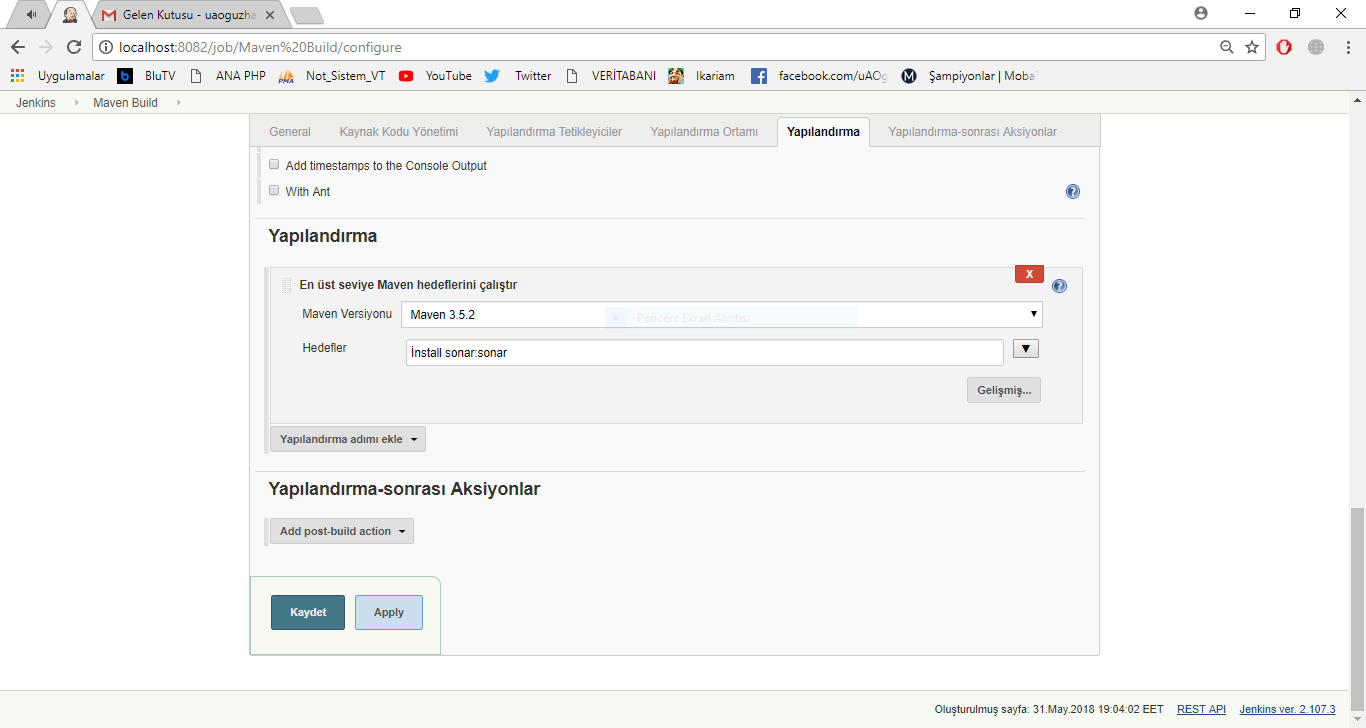 Gelen Kutusu - uaoguzha
localhost:8082/job/Maven%20Build/configure
Uygulamalar b BluTV ANA PHP PMA Not_Sistem_VT YouTube Twitter VERİTABANI Ikariam facebook.com/uAOg M Şampiyonlar | Moba
Jenkins Maven Build
General Kaynak Kodu Yönetimi Yapılandırma Tetikleyiciler Yapılandırma Ortamı Yapılandırma Yapılandırma-sonrası Aksiyonlar
Add timestamps to the Console Output
With Ant
Yapılandırma
X
En üst seviye Maven hedeflerini çalıştır
Maven Versiyonu Maven 3.5.2
Pencere Ekran Alıntısı
Hedefler İnstall sonar:sonar
Gelişmiş...
Yapılandırma adımı ekle
Yapılandırma-sonrası Aksiyonlar
Add post-build action
Kaydet Apply
Oluşturulmuş sayfa: 31.May.2018 19:04:02 EET REST API Jenkins ver. 2.107.3